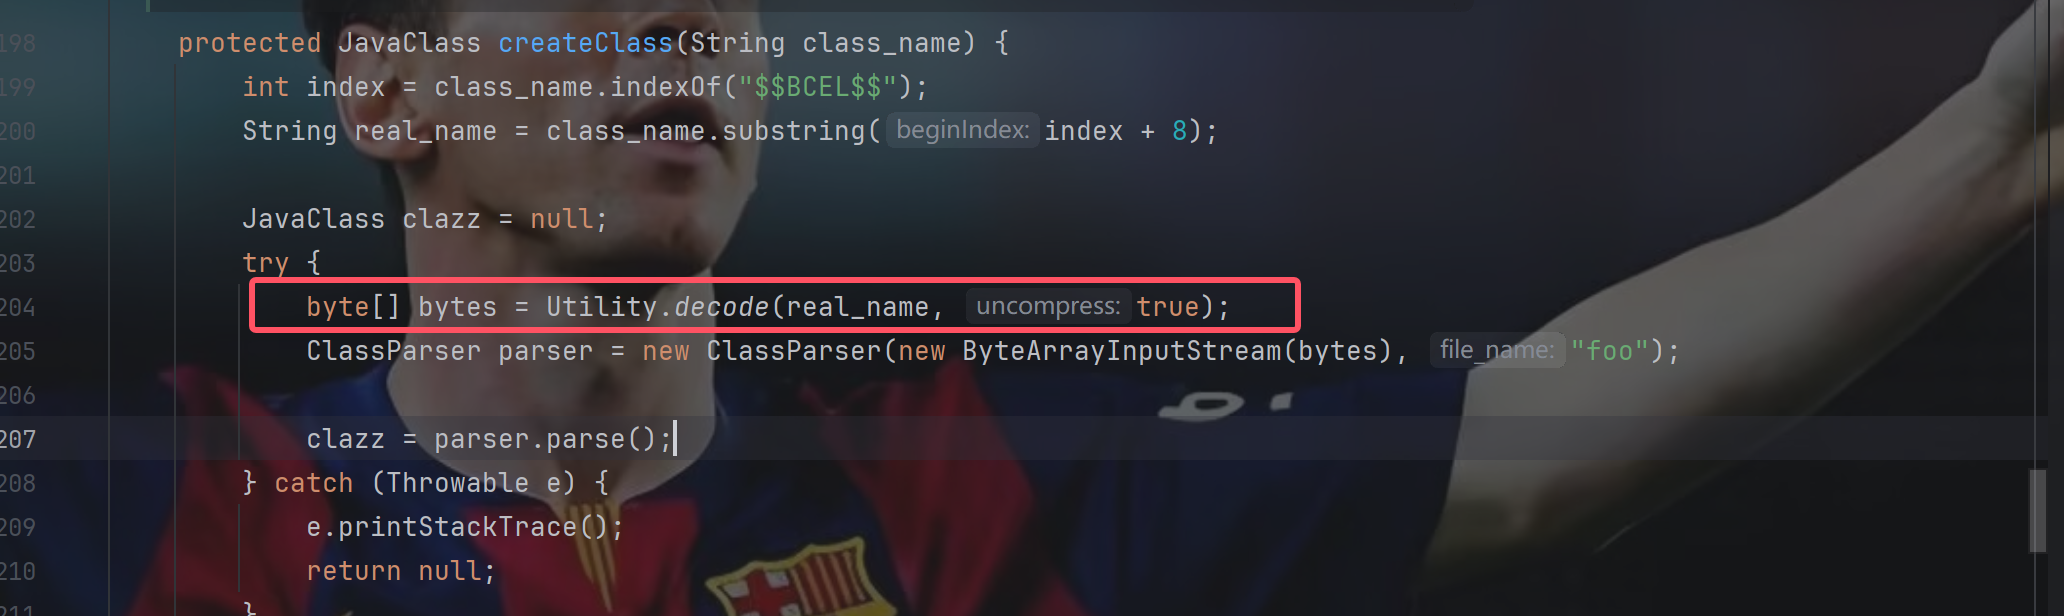 198 protected JavaClass createClass(String class_name) {
199 int index = class_name.indexOf("$$BCEL$$");
200 String real_name = class_name.substring( beginIndex: index + 8);
201
202 JavaClass clazz = null;
203 try {
204 byte[] bytes = Utility.decode(real_name, uncompress: true);
205 ClassParser parser = new ClassParser(new ByteArrayInputStream(bytes), file_name: "foo");
206
207 clazz = parser.parse();
208 } catch (Throwable e) {
209 e.printStackTrace();
210 return null;
211 }